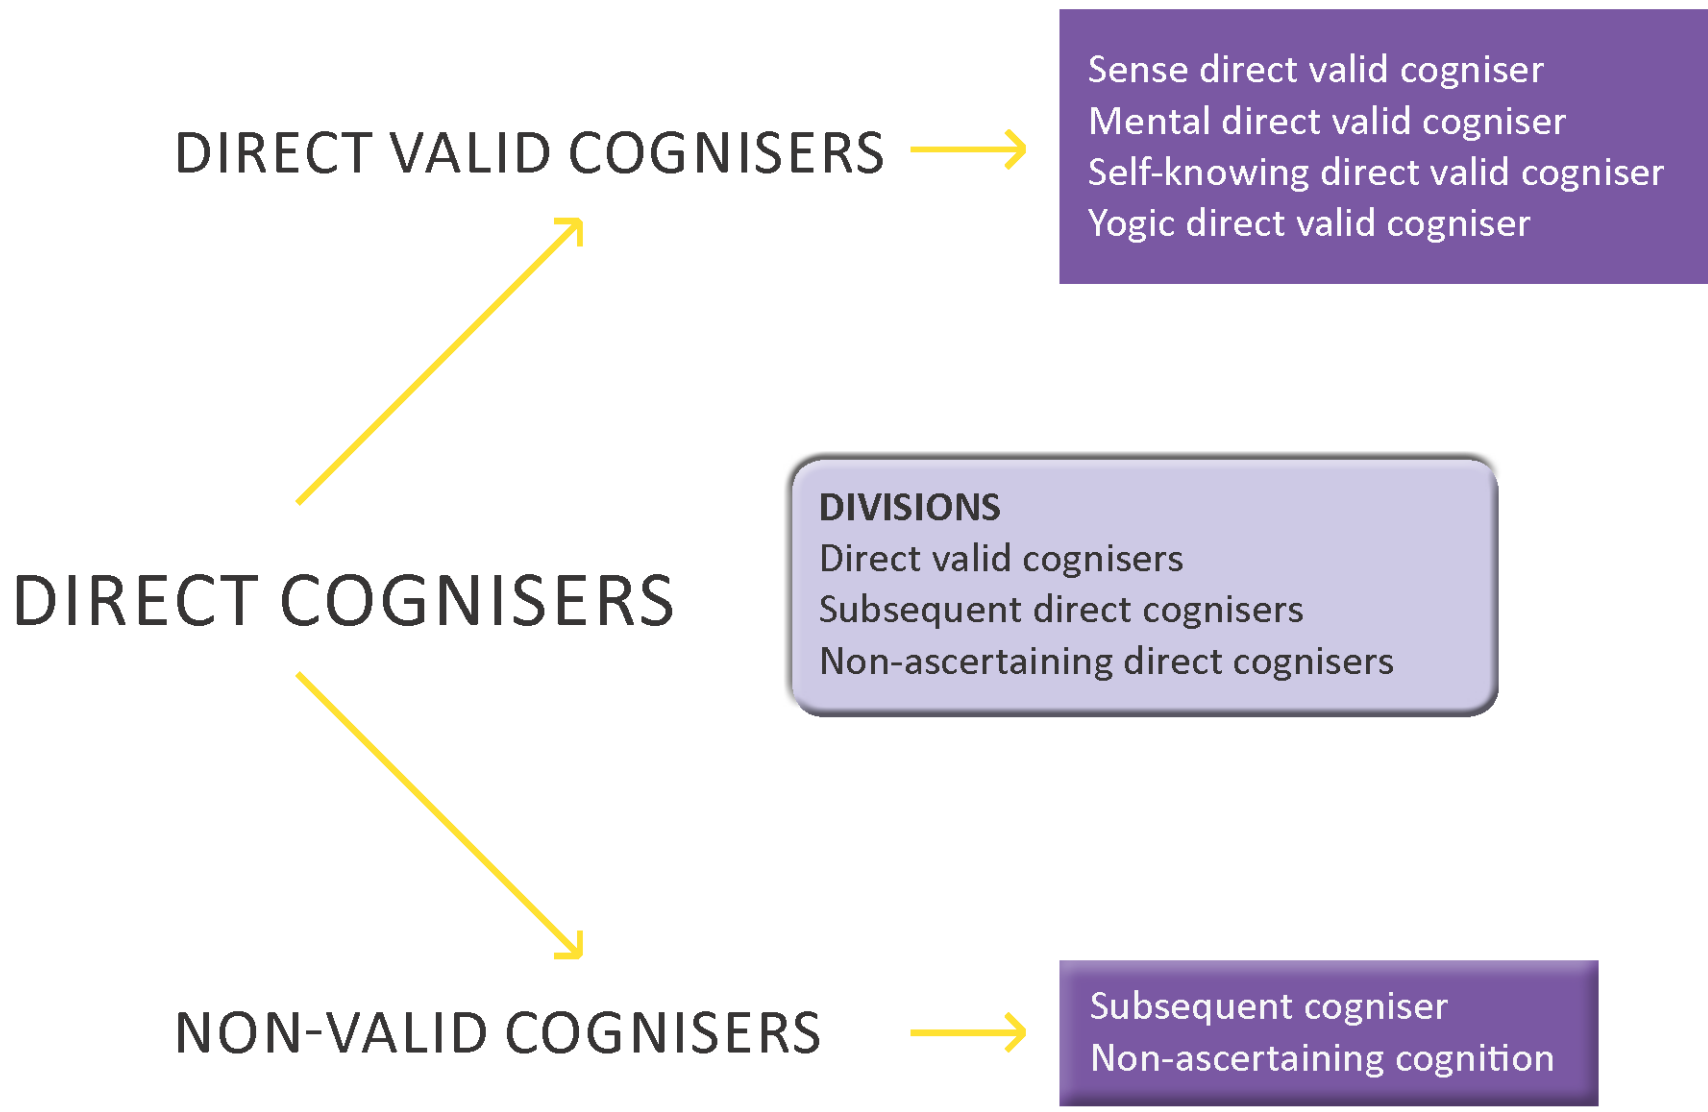 DIRECT VALID COGNISERS
Sense direct valid cogniser
Mental direct valid cogniser
Self-knowing direct valid cogniser
Yogic direct valid cogniser
DIRECT COGNISERS
DIVISIONS
Direct valid cognisers
Subsequent direct cognisers
Non-ascertaining direct cognisers
NON-VALID COGNISERS
Subsequent cogniser
Non-ascertaining cognition